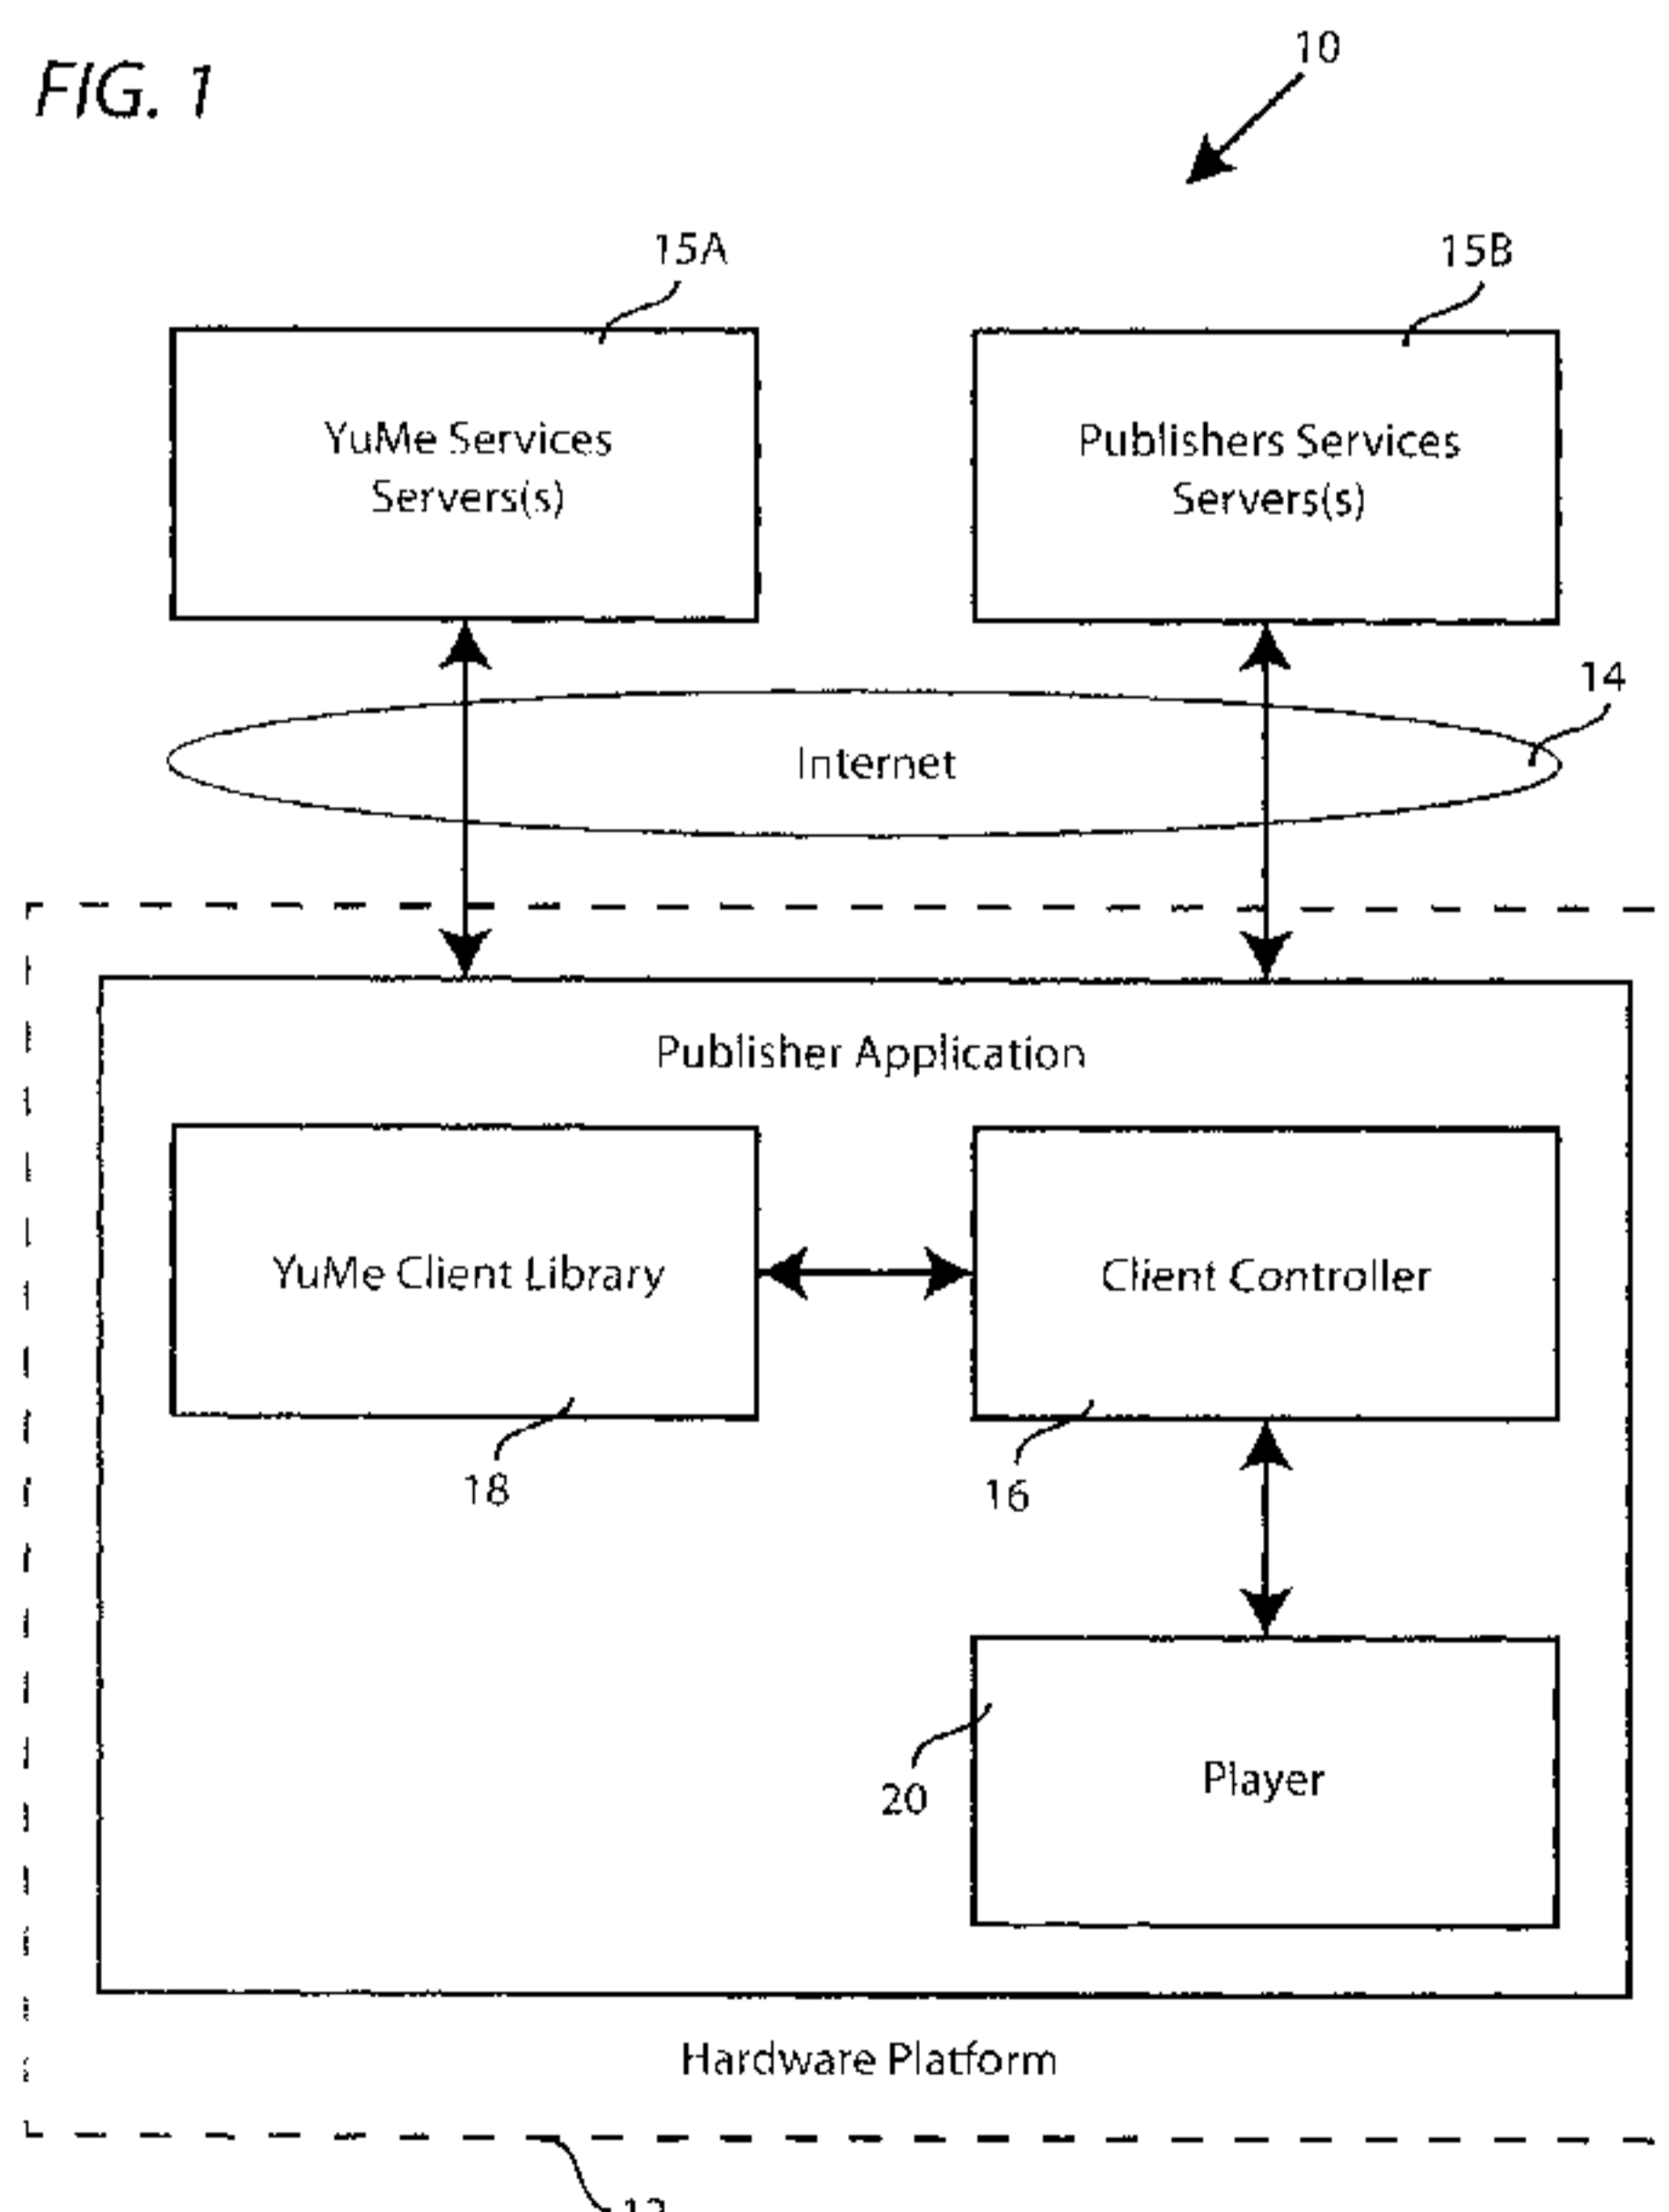 FIG. 1
10
15A
15B
YuMe Services
Servers(s)
Publishers Services
Servers(s)
14
Internet
Publisher Application
YuMe Client Library
Client Controller
18
16
20
Player
Hardware Platform